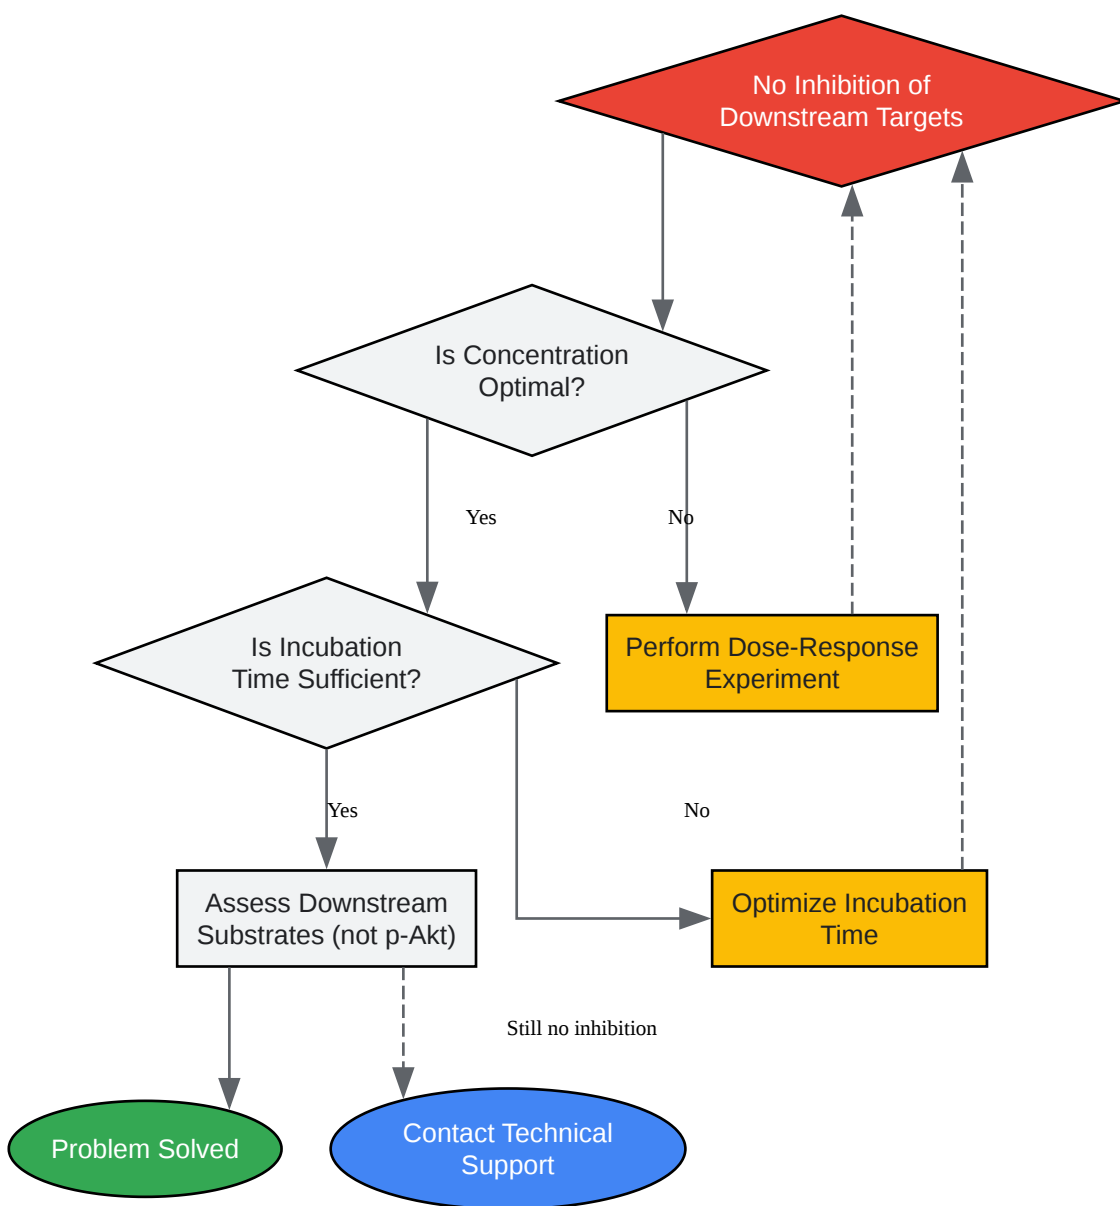 No Inhibition of
Downstream Targets
Is Concentration
Optimal?
Yes
No
Is Incubation
Time Sufficient?
Perform Dose-Response
Experiment
Yes
No
Assess Downstream
Substrates (not p-Akt)
Optimize Incubation
Time
Still no inhibition
Problem Solved
Contact Technical
Support